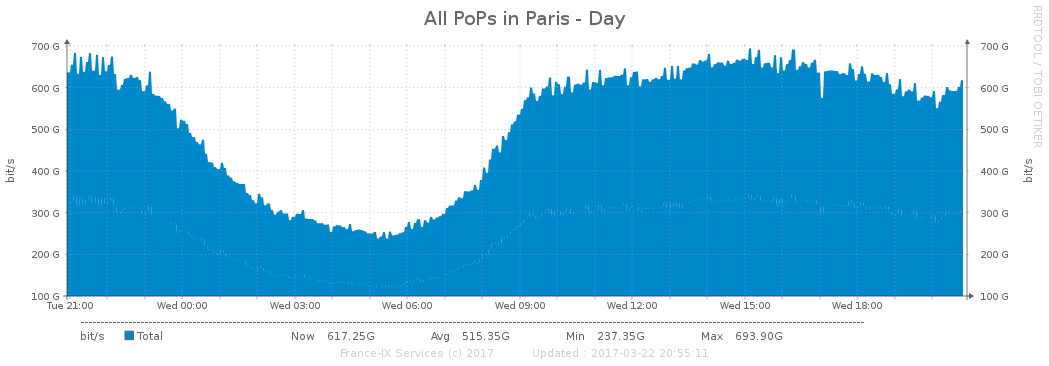 All PoPs in Paris - Day
RRDTOOL / TOBI OETIKER
bit/s
700 G
600 G
500 G
400 G
300 G
200 G
100 G
700 G
600 G
500 G
400 G
300 G
200 G
100 G
bit/s
Tue 21:00 Wed 00:00 Wed 03:00 Wed 06:00 Wed 09:00 Wed 12:00 Wed 15:00 Wed 18:00
bit/s Total Now 617.25G Avg 515.35G Min 237.35G Max 693.90G
France-IX Services (c) 2017 Updated : 2017-03-22 20:55:11